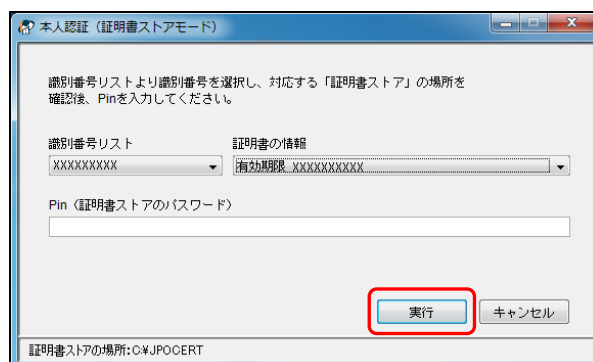 本人認証（証明書ストアモード）
識別番号リストより識別番号を選択し、対応する「証明書ストア」の場所を
確認後、Pinを入力してください。
識別番号リスト 証明書の情報
XXXXXXXXX 有効期限 XXXXXXXXXX
Pin（証明書ストアのパスワード）
実行 キャンセル
証明書ストアの場所:C:¥JPOCERT